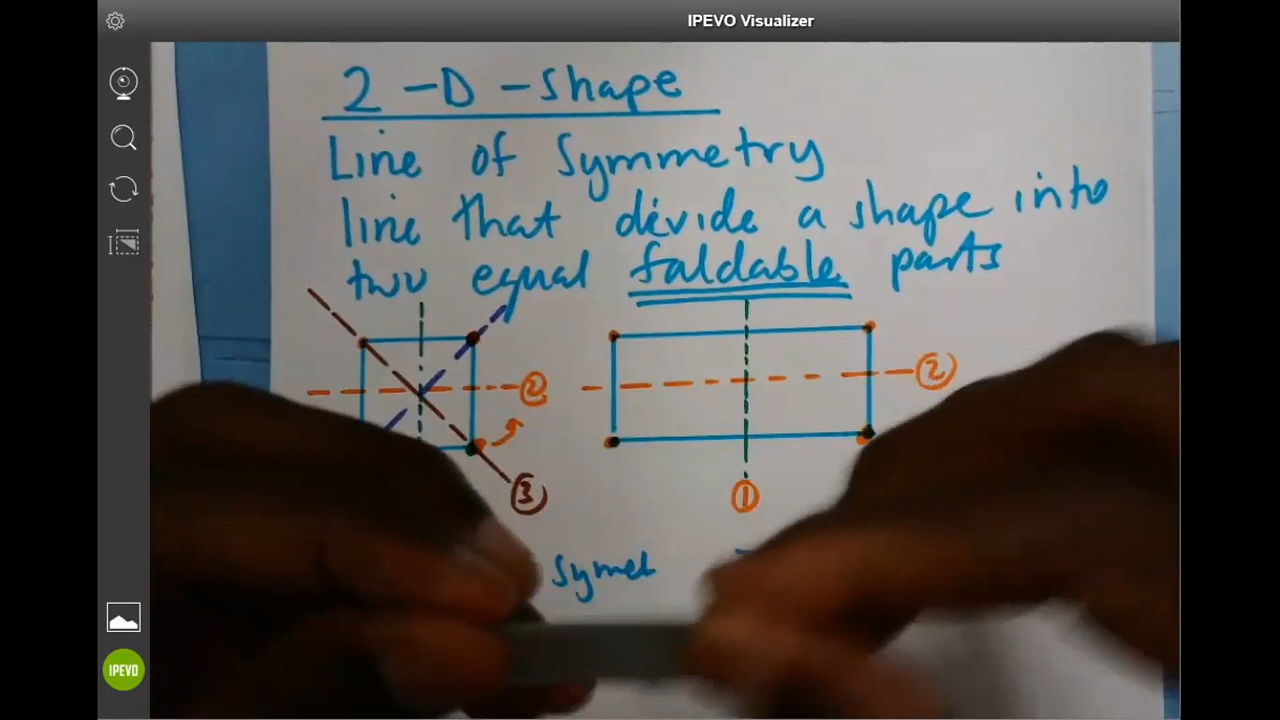 IPEVO Visualizer
2 -D -shape
Line of Symmetry
line that divide a shape into
two equal faldable parts
② ②
③ ①
Symet
IPEVO